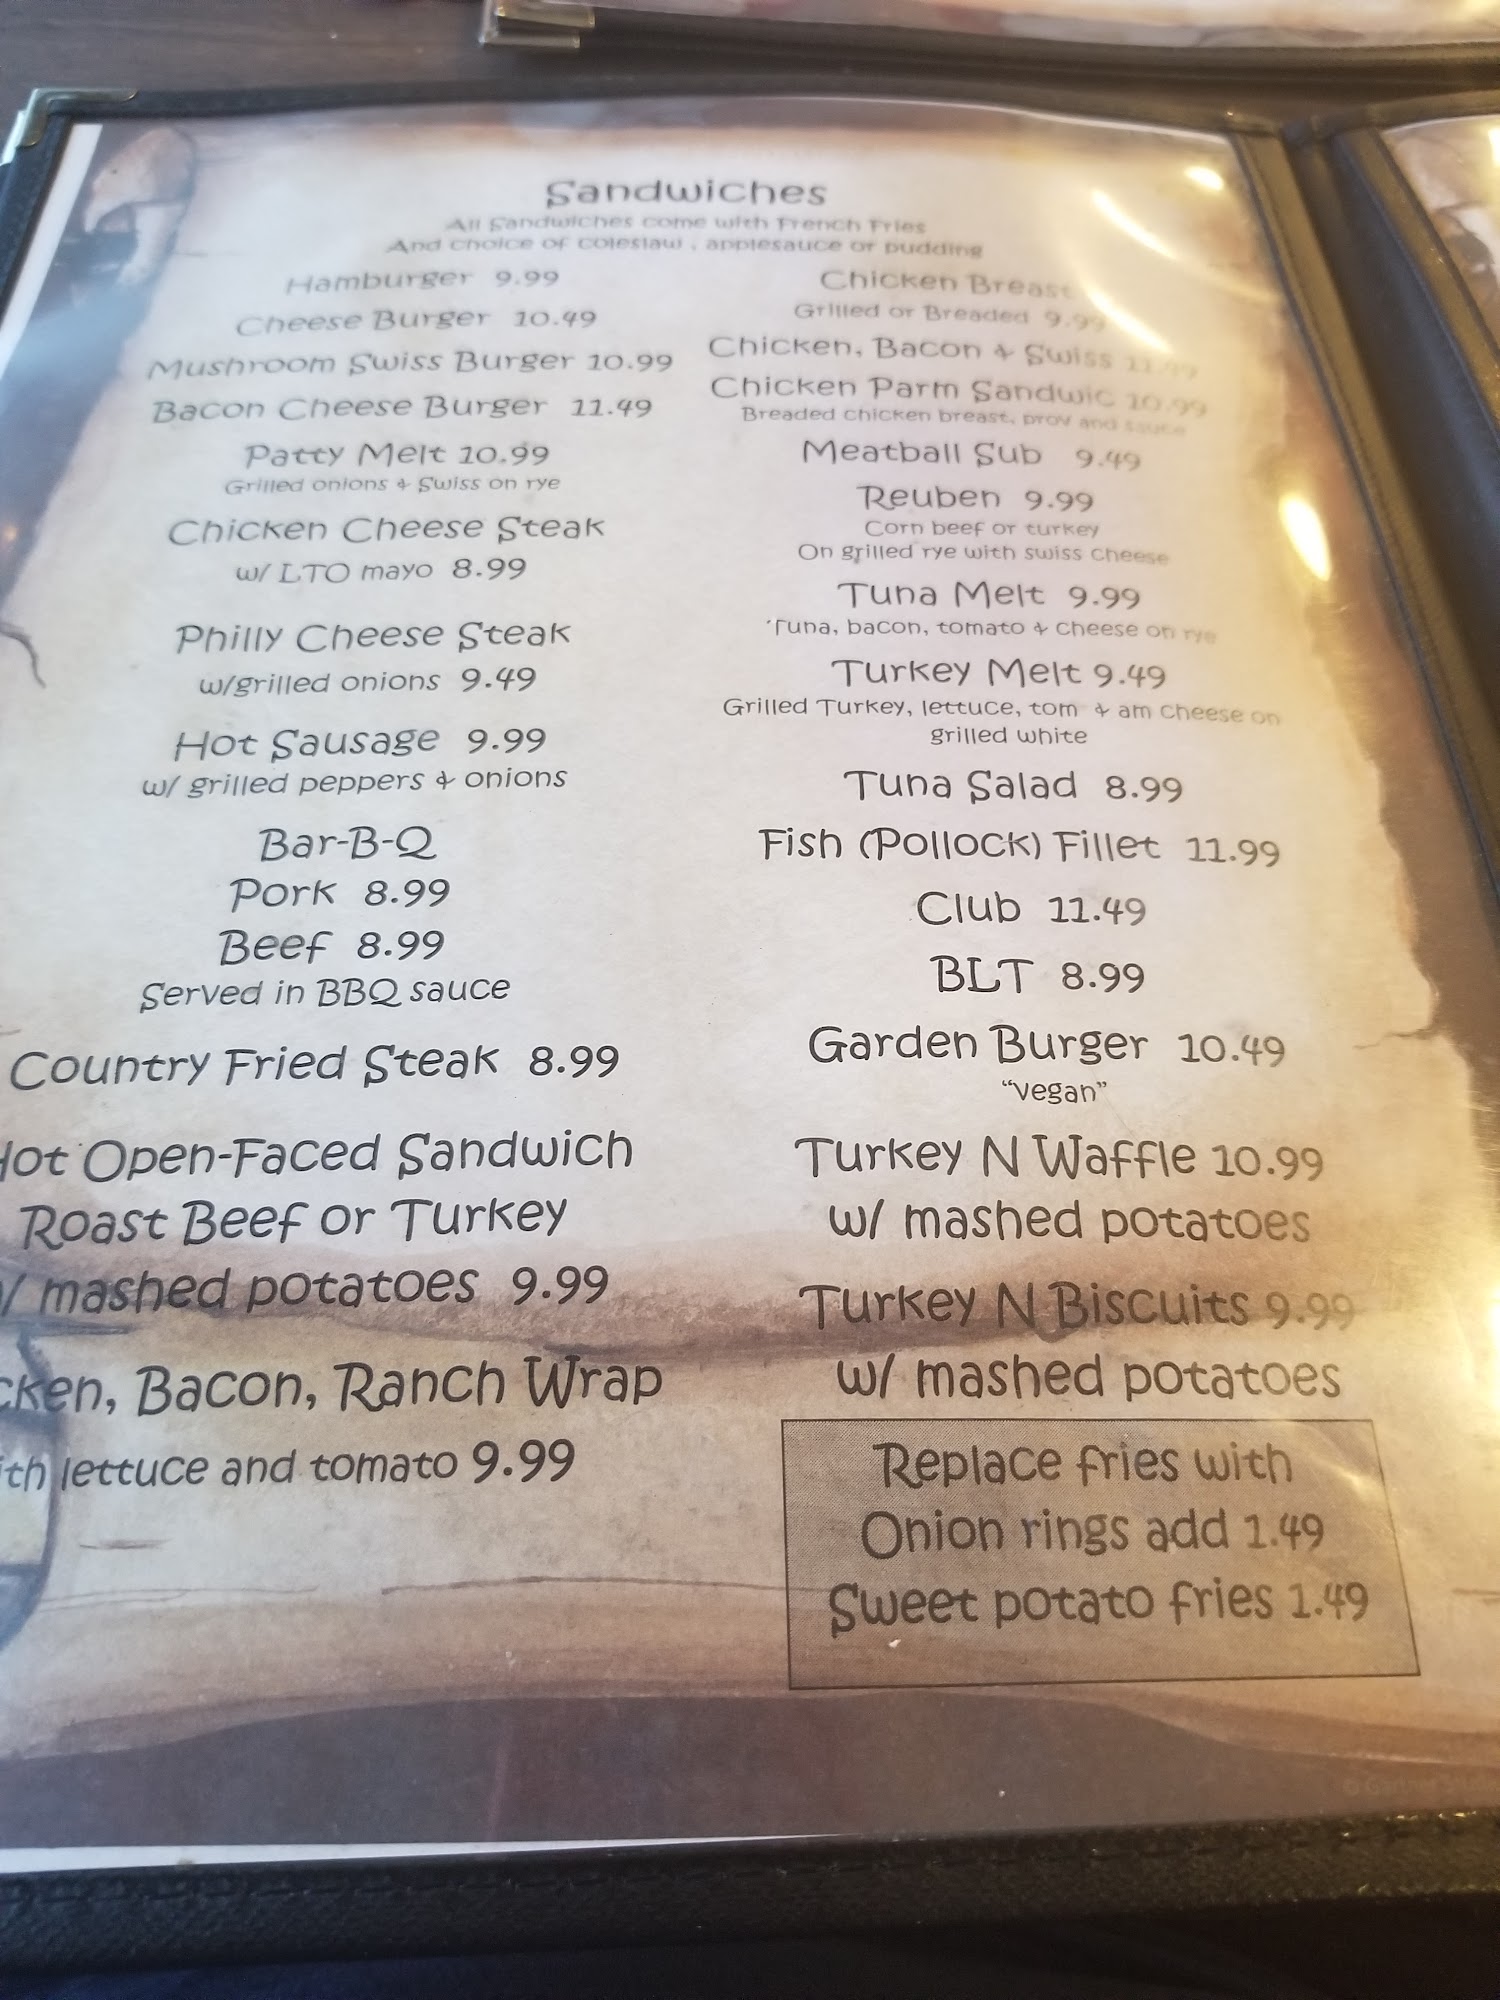 Sandwiches
All Sandwiches come with French Fries
And choice of coleslaw , applesauce or pudding
Hamburger 9.99
Cheese Burger 10.49
Mushroom Swiss Burger 10.99
Bacon Cheese Burger 11.49
Patty Melt 10.99
Grilled onions & Swiss on rye
Chicken Cheese Steak
w/ LTO mayo 8.99
Philly Cheese Steak
w/grilled onions 9.49
Hot Sausage 9.99
w/ grilled peppers & onions
Bar-B-Q
Pork 8.99
Beef 8.99
Served in BBQ sauce
Country Fried Steak 8.99
Hot Open-Faced Sandwich
Roast Beef or Turkey
w/ mashed potatoes 9.99
cken, Bacon, Ranch Wrap
ith lettuce and tomato 9.99
Chicken Breast
Grilled or Breaded 9.99
Chicken, Bacon & Swiss 11.49
Chicken Parm Sandwic 10.99
Breaded chicken breast, prov and sauce
Meatball Sub 9.49
Reuben 9.99
Corn beef or turkey
On grilled rye with swiss cheese
Tuna Melt 9.99
'Tuna, bacon, tomato & cheese on rye
Turkey Melt 9.49
Grilled Turkey, lettuce, tom & am cheese on
grilled white
Tuna Salad 8.99
Fish (Pollock) Fillet 11.99
Club 11.49
BLT 8.99
Garden Burger 10.49
“vegan”
Turkey N Waffle 10.99
w/ mashed potatoes
Turkey N Biscuits 9.99
w/ mashed potatoes
Replace fries with
Onion rings add 1.49
Sweet potato fries 1.49